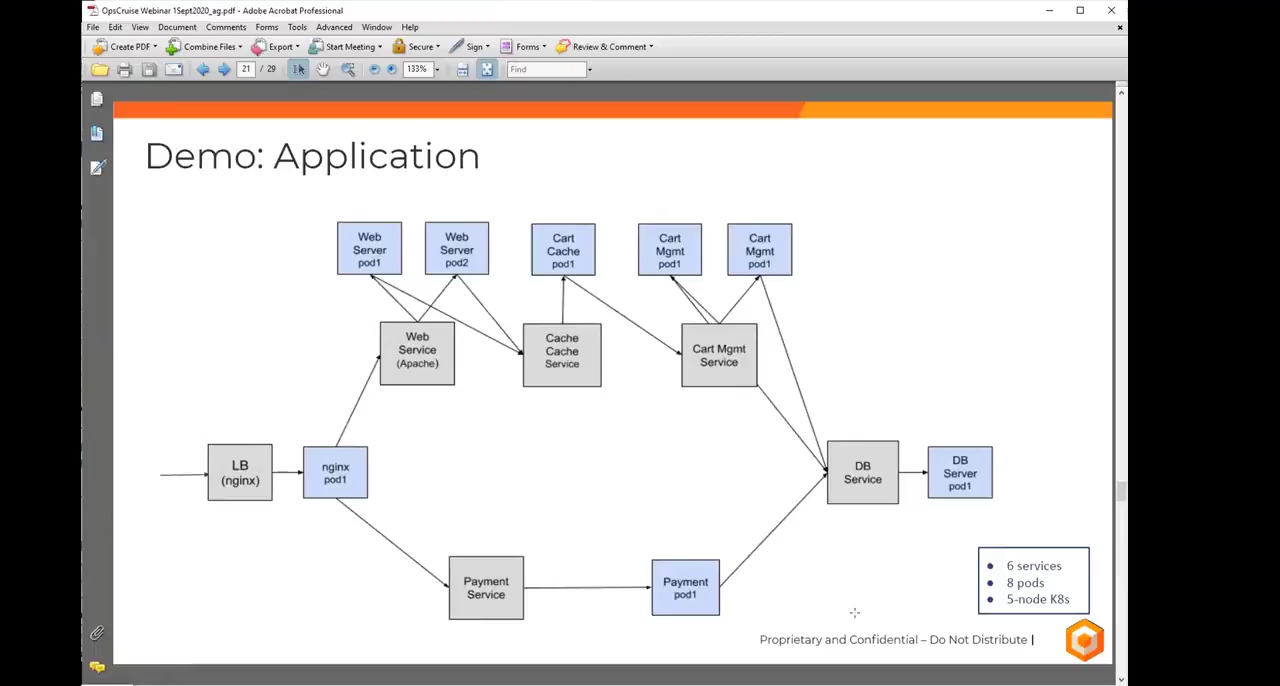 OpsCruise Webinar 1Sept2020_ag.pdf - Adobe Acrobat Professional
File Edit View Document Comments Forms Tools Advanced Window Help
Create PDF Combine Files Export Start Meeting Secure Sign Forms Review & Comment
21 / 29 133% Find
Demo: Application
Web
Server
pod1
Web
Server
pod2
Cart
Cache
pod1
Cart
Mgmt
pod1
Cart
Mgmt
pod1
Web
Service
(Apache)
Cache
Cache
Service
Cart Mgmt
Service
LB
(nginx)
nginx
pod1
DB
Service
DB
Server
pod1
Payment
Service
Payment
pod1
• 6 services
• 8 pods
• 5-node K8s
Proprietary and Confidential – Do Not Distribute |